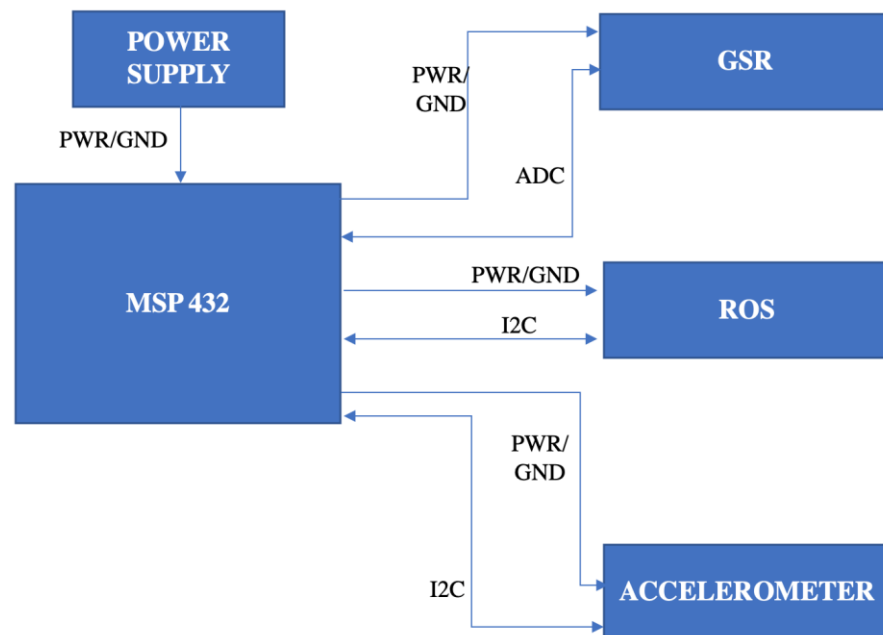 POWER
SUPPLY
GSR
PWR/
GND
PWR/GND
ADC
MSP 432
PWR/GND
ROS
I2C
PWR/
GND
I2C
ACCELEROMETER